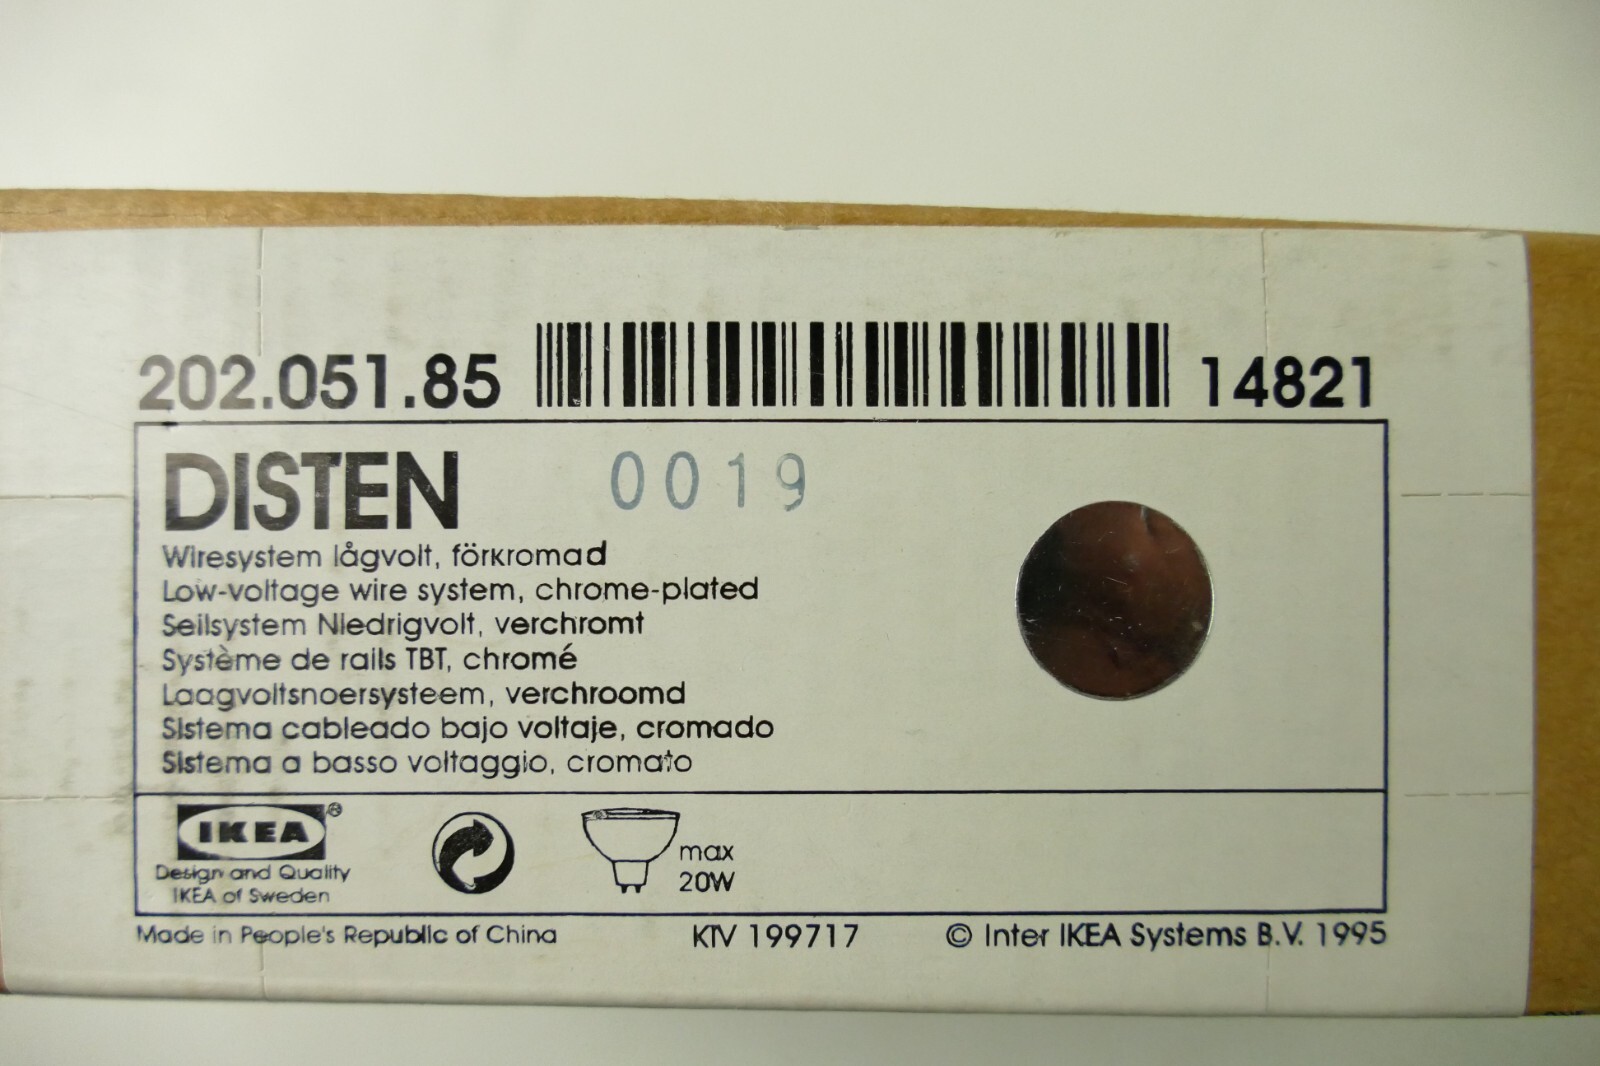 202.051.85 14821
DISTEN 0019
Wiresystem lågvolt, förkromad
Low-voltage wire system, chrome-plated
Seilsystem Niedrigvolt, verchromt
Système de rails TBT, chromé
Laagvoltsnoersysteem, verchroomd
Sistema cableado bajo voltaje, cromado
Sistema a basso voltaggio, cromato
IKEA®
Design and Quality
IKEA of Sweden
max
20W
Made in People's Republic of China KTV 199717 © Inter IKEA Systems B.V. 1995